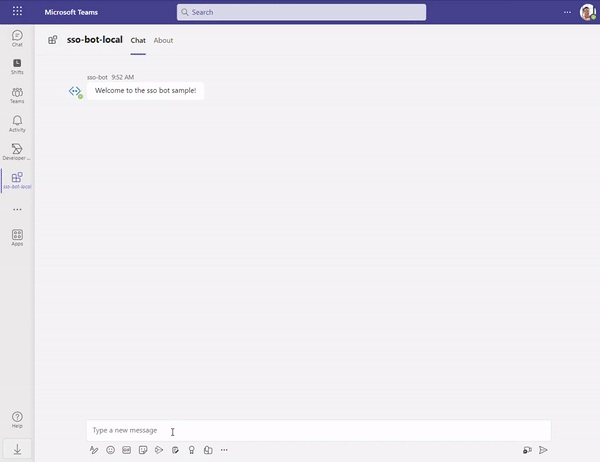 Microsoft Teams
Search
Chat
Shifts
Teams
Activity
Developer ...
sso-bot-local
Apps
Help
sso-bot-local Chat About
sso-bot 9:52 AM
Welcome to the sso bot sample!
Type a new message
GIF